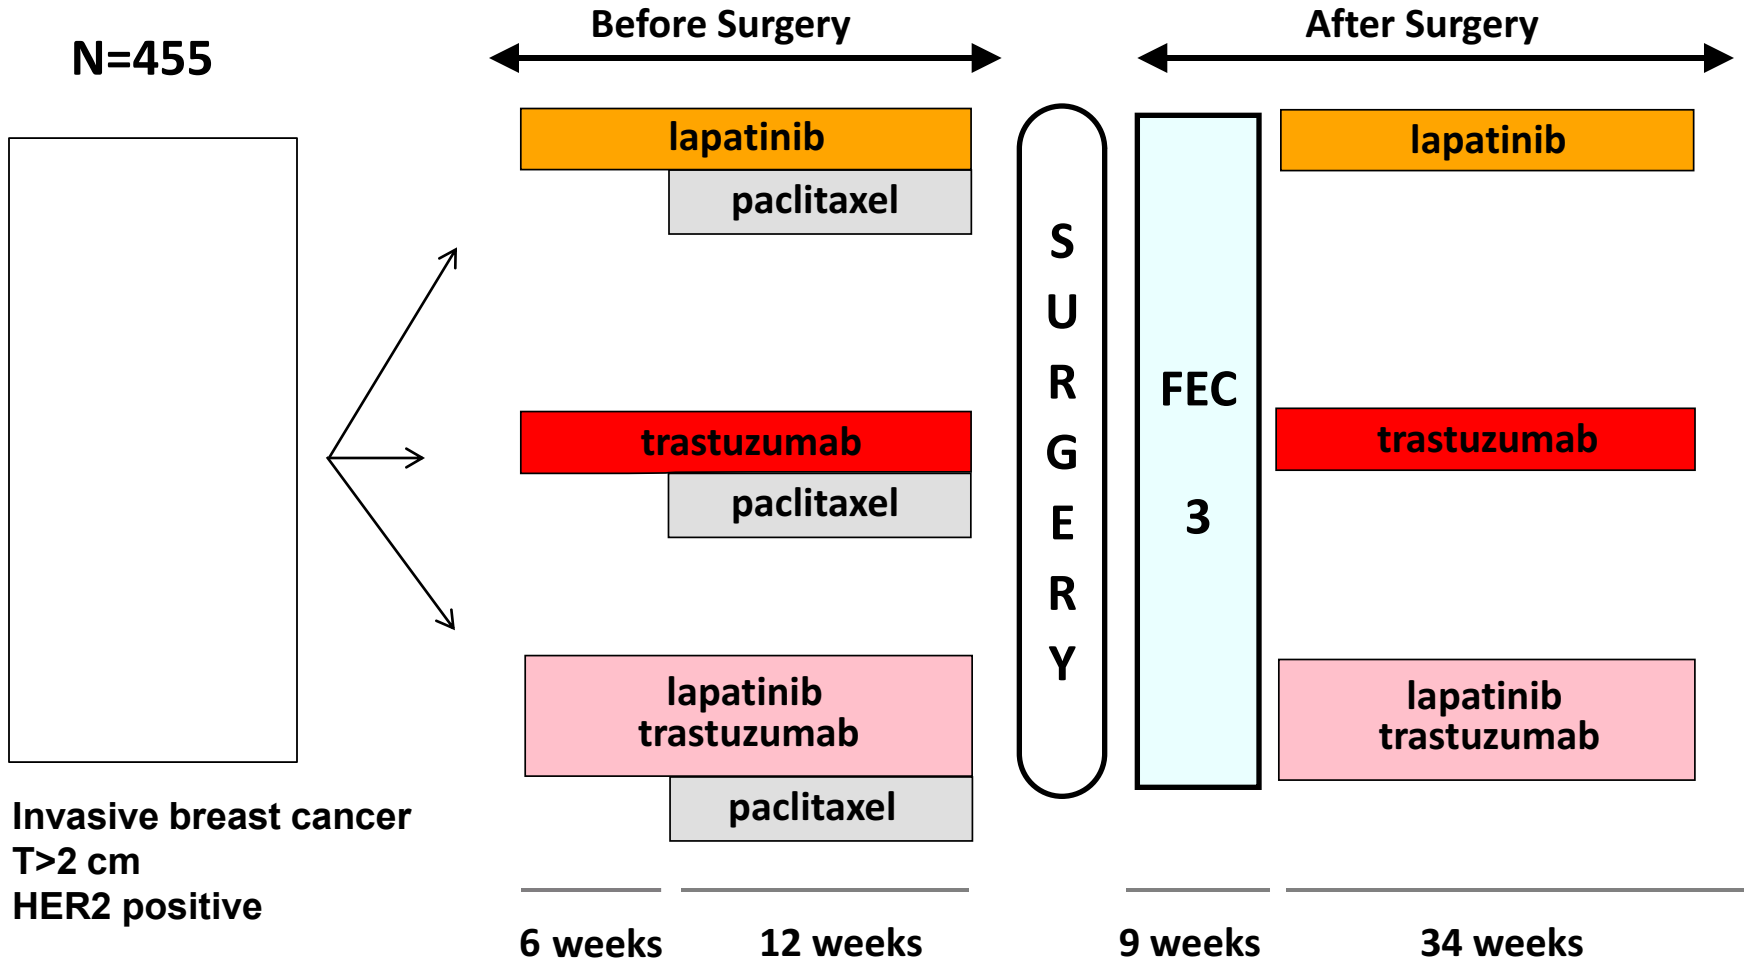 Before Surgery
After Surgery
N=455
lapatinib
paclitaxel
trastuzumab
paclitaxel
lapatinib
trastuzumab
paclitaxel
S
U
R
G
E
R
Y
FEC
3
lapatinib
trastuzumab
lapatinib
trastuzumab
Invasive breast cancer
T>2 cm
HER2 positive
6 weeks
12 weeks
9 weeks
34 weeks